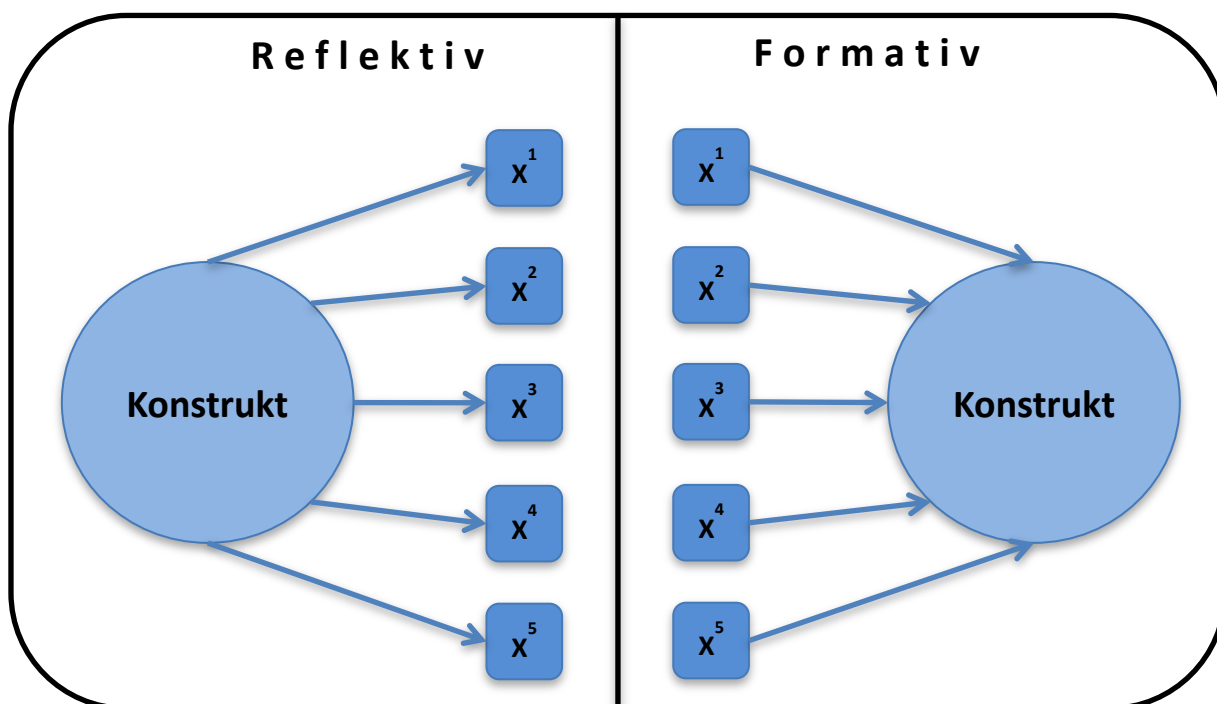 Reflektiv
Formativ
x¹
x²
Konstrukt
x³
x⁴
x⁵
x¹
x²
x³
Konstrukt
x⁴
x⁵